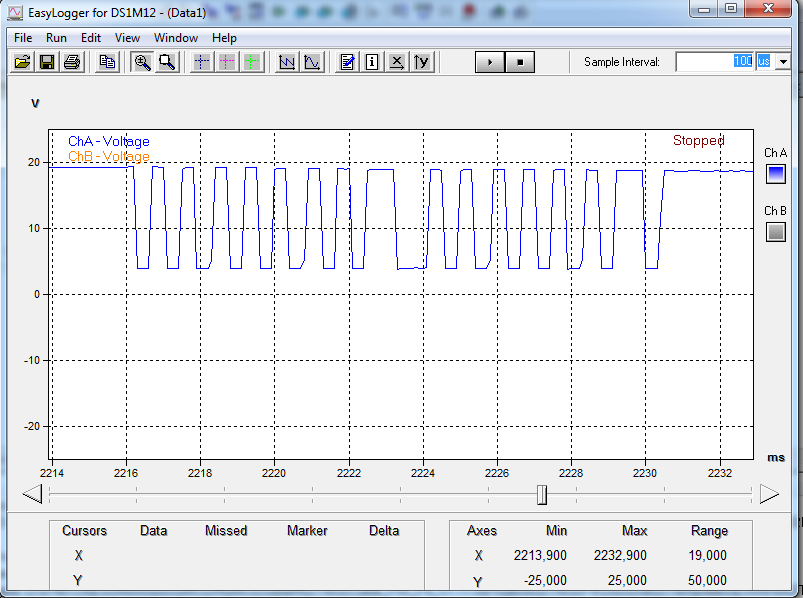 EasyLogger for DS1M12 - (Data1)
File Run Edit View Window Help
Sample Interval: 100 us
V
ChA - Voltage
ChB - Voltage
Stopped
Ch A
Ch B
20
10
0
-10
-20
2214 2216 2218 2220 2222 2224 2226 2228 2230 2232
ms
Cursors Data Missed Marker Delta
X
Y
Axes Min Max Range
X 2213,900 2232,900 19,000
Y -25,000 25,000 50,000